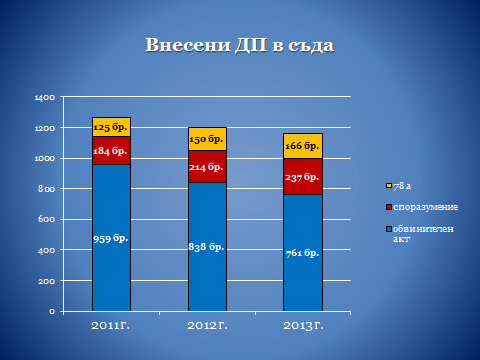 Внесени ДП в съда
1400
1200
1000
800
600
400
200
0
125 бр.
184 бр.
959 бр.
150 бр.
214 бр.
838 бр.
166 бр.
237 бр.
761 бр.
2011г.
2012г.
2013г.
78 а
споразумение
обвинителен
акт